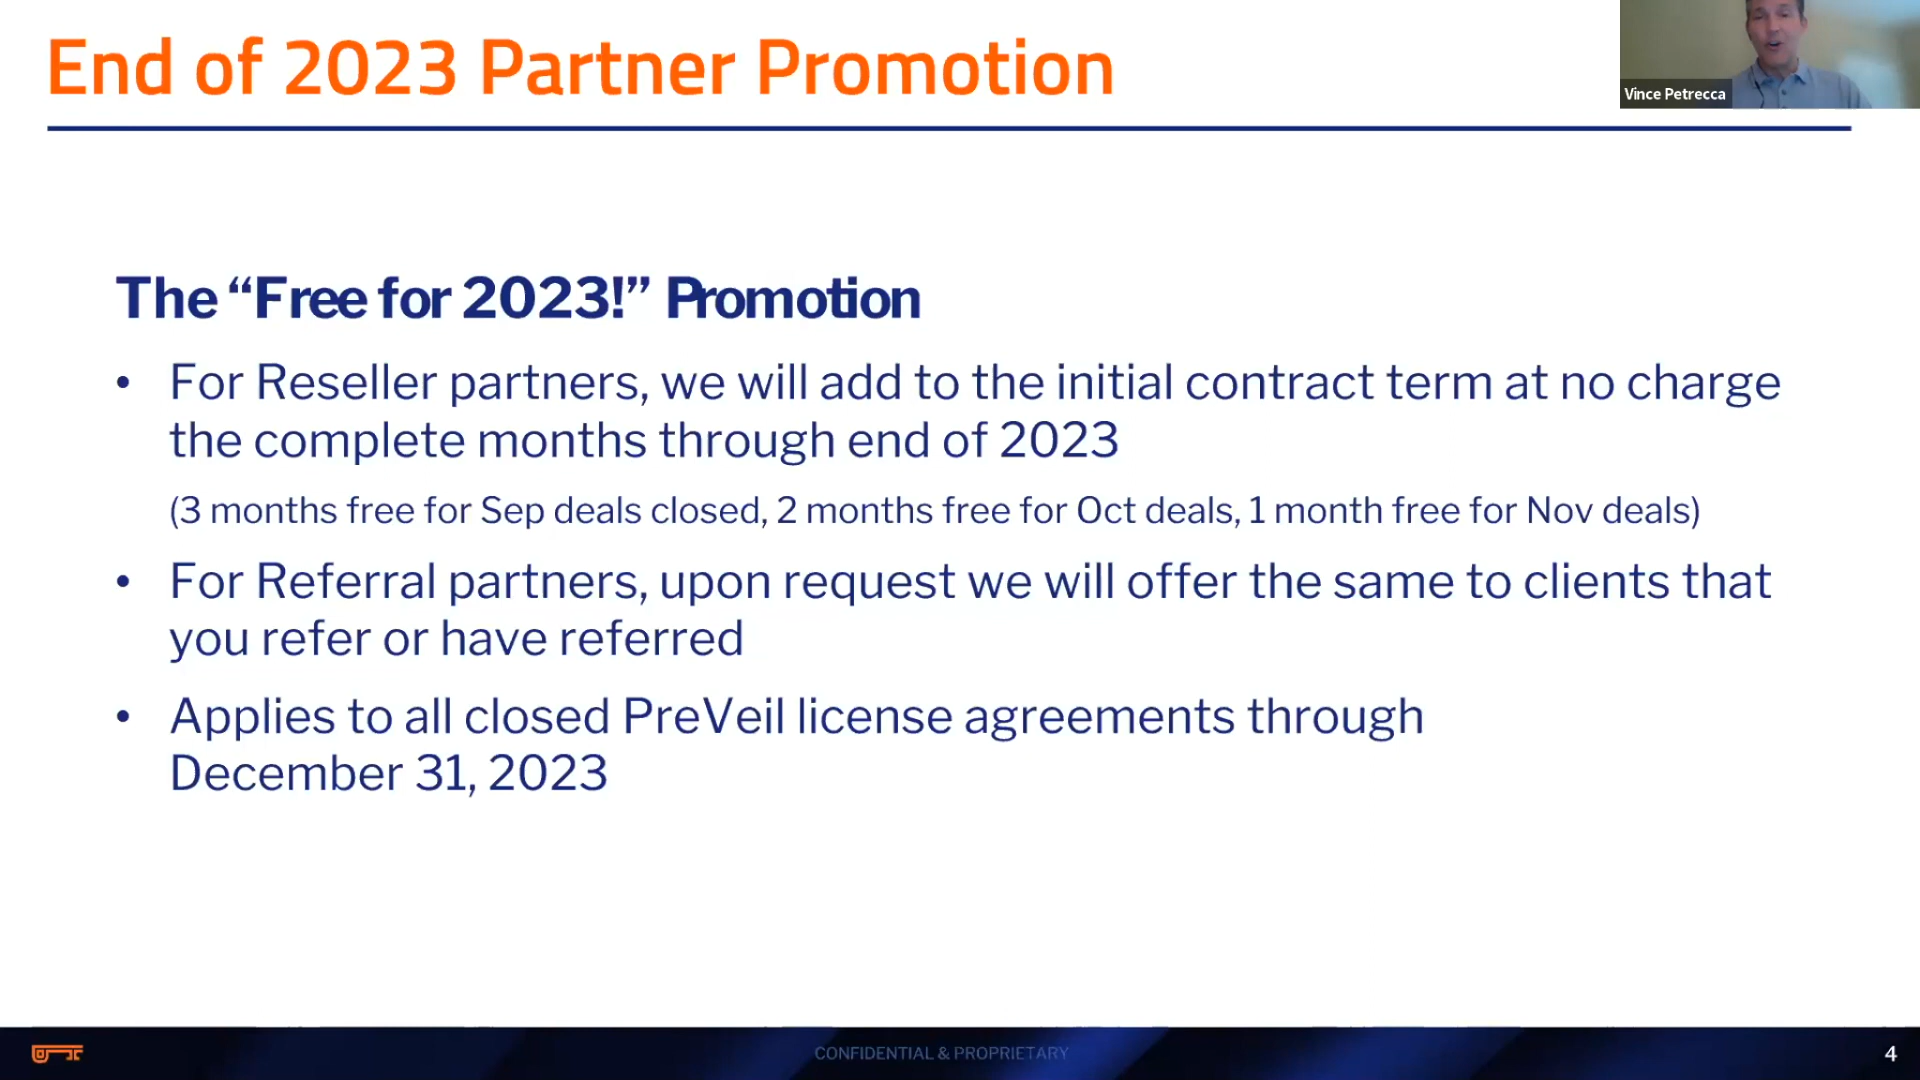 End of 2023 Partner Promotion
Vince Petrecca
The “Free for 2023!” Promotion
• For Reseller partners, we will add to the initial contract term at no charge
the complete months through end of 2023
(3 months free for Sep deals closed, 2 months free for Oct deals, 1 month free for Nov deals)
• For Referral partners, upon request we will offer the same to clients that
you refer or have referred
• Applies to all closed PreVeil license agreements through
December 31, 2023
CONFIDENTIAL & PROPRIETARY
4